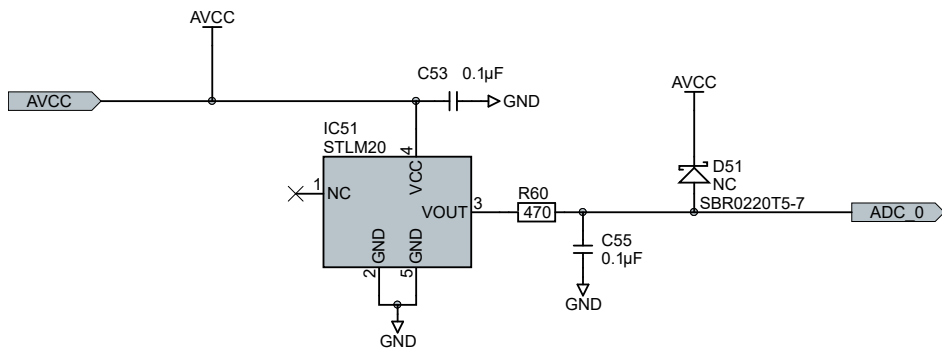 AVCC
C53 0.1µF
AVCC
AVCC
GND
IC51
STLM20
4
VCC
1
NC
D51
NC
SBR0220T5-7
R60
VOUT
3
470
ADC_0
GND
GND
2
5
C55
0.1µF
GND
GND